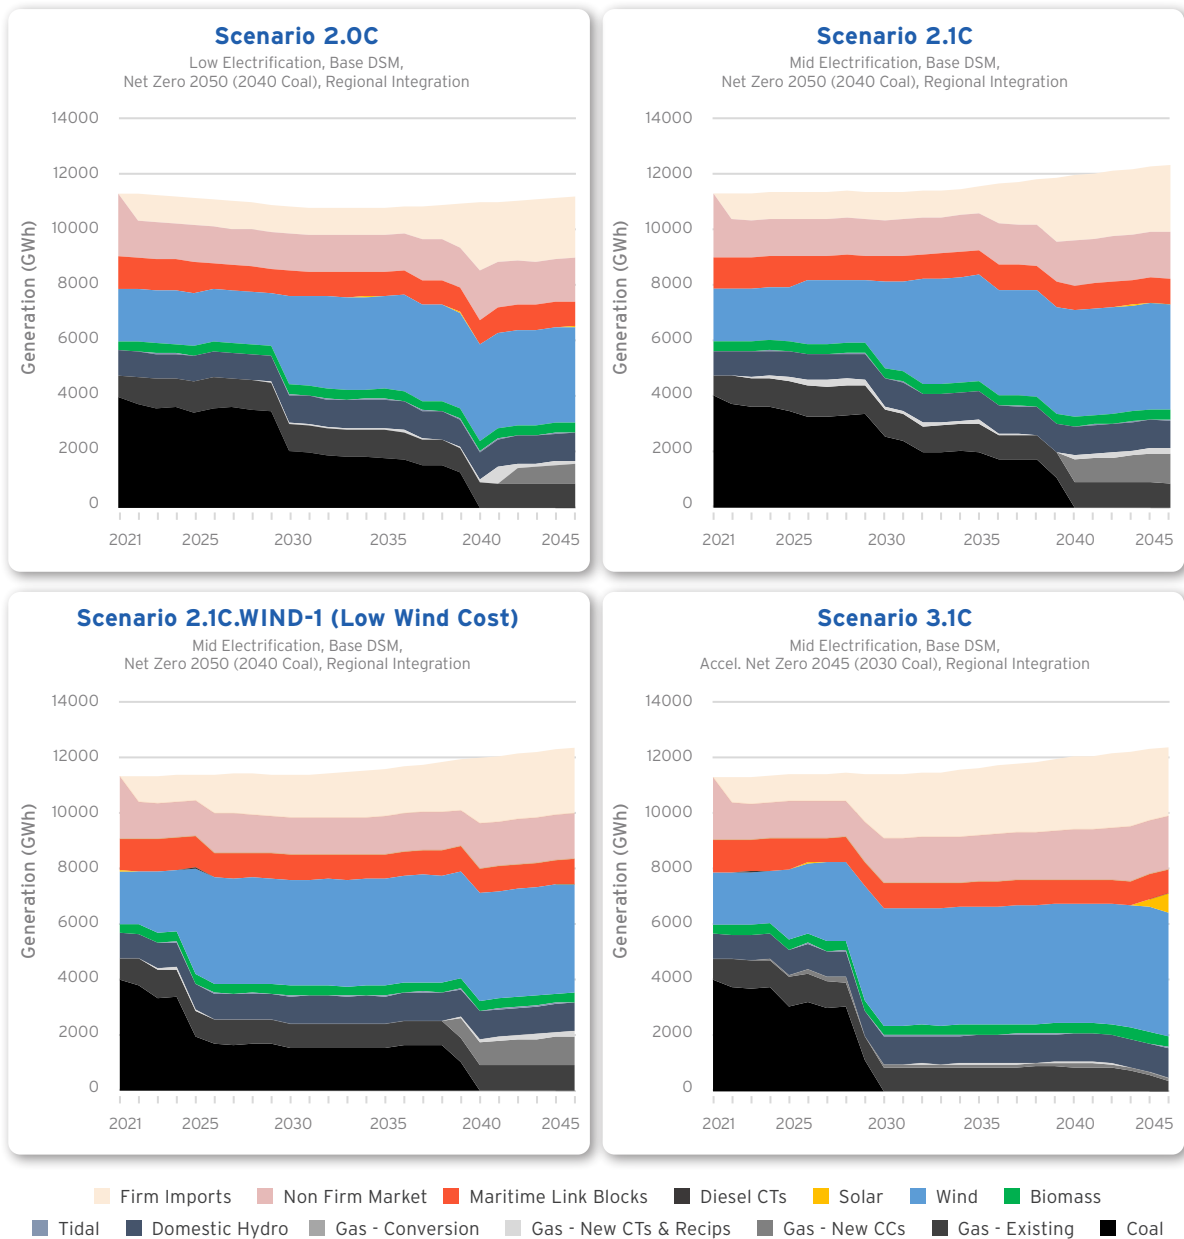 Scenario 2.0C
Low Electrification, Base DSM,
Net Zero 2050 (2040 Coal), Regional Integration
Generation (GWh)
14000
12000
10000
8000
6000
4000
2000
0
2021 2025 2030 2035 2040 2045
Scenario 2.1C
Mid Electrification, Base DSM,
Net Zero 2050 (2040 Coal), Regional Integration
Generation (GWh)
14000
12000
10000
8000
6000
4000
2000
0
2021 2025 2030 2035 2040 2045
Scenario 2.1C.WIND-1 (Low Wind Cost)
Mid Electrification, Base DSM,
Net Zero 2050 (2040 Coal), Regional Integration
Generation (GWh)
14000
12000
10000
8000
6000
4000
2000
0
2021 2025 2030 2035 2040 2045
Scenario 3.1C
Mid Electrification, Base DSM,
Accel. Net Zero 2045 (2030 Coal), Regional Integration
Generation (GWh)
14000
12000
10000
8000
6000
4000
2000
0
2021 2025 2030 2035 2040 2045
Firm Imports Non Firm Market Maritime Link Blocks Diesel CTs Solar Wind Biomass
Tidal Domestic Hydro Gas - Conversion Gas - New CTs & Recips Gas - New CCs Gas - Existing Coal